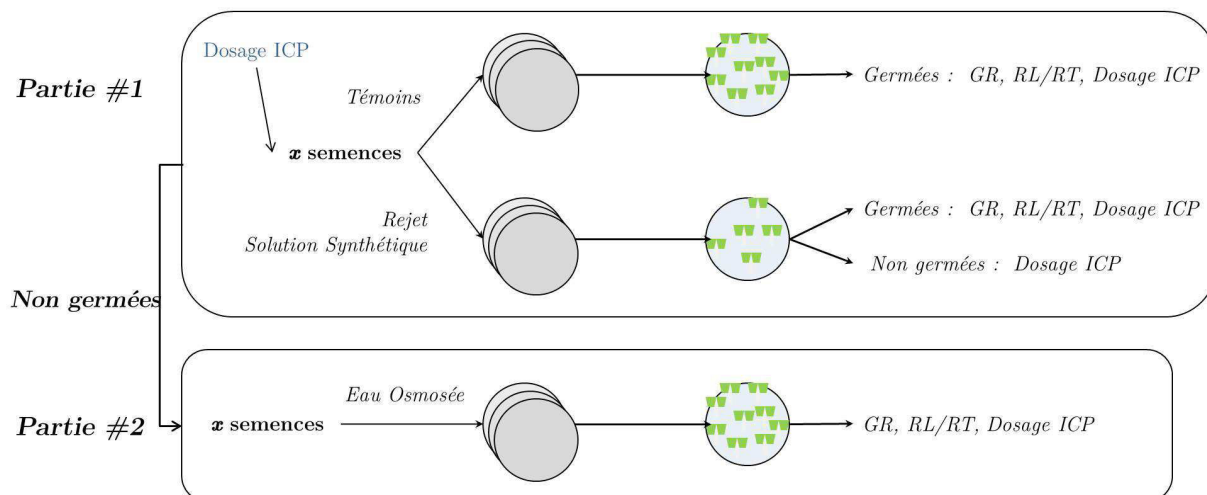 Dosage ICP
Partie #1
Témoins
Germées : GR, RL/RT, Dosage ICP
x semences
Rejet
Solution Synthétique
Germées : GR, RL/RT, Dosage ICP
Non germées : Dosage ICP
Non germées
Partie #2
x semences
Eau Osmosée
GR, RL/RT, Dosage ICP